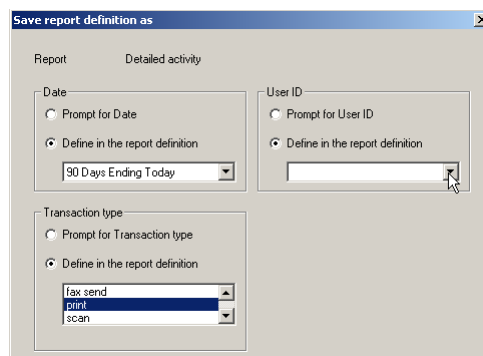 Save report definition as
Report Detailed activity
Date
Prompt for Date
Define in the report definition
90 Days Ending Today
User ID
Prompt for User ID
Define in the report definition
Transaction type
Prompt for Transaction type
Define in the report definition
fax send
print
scan